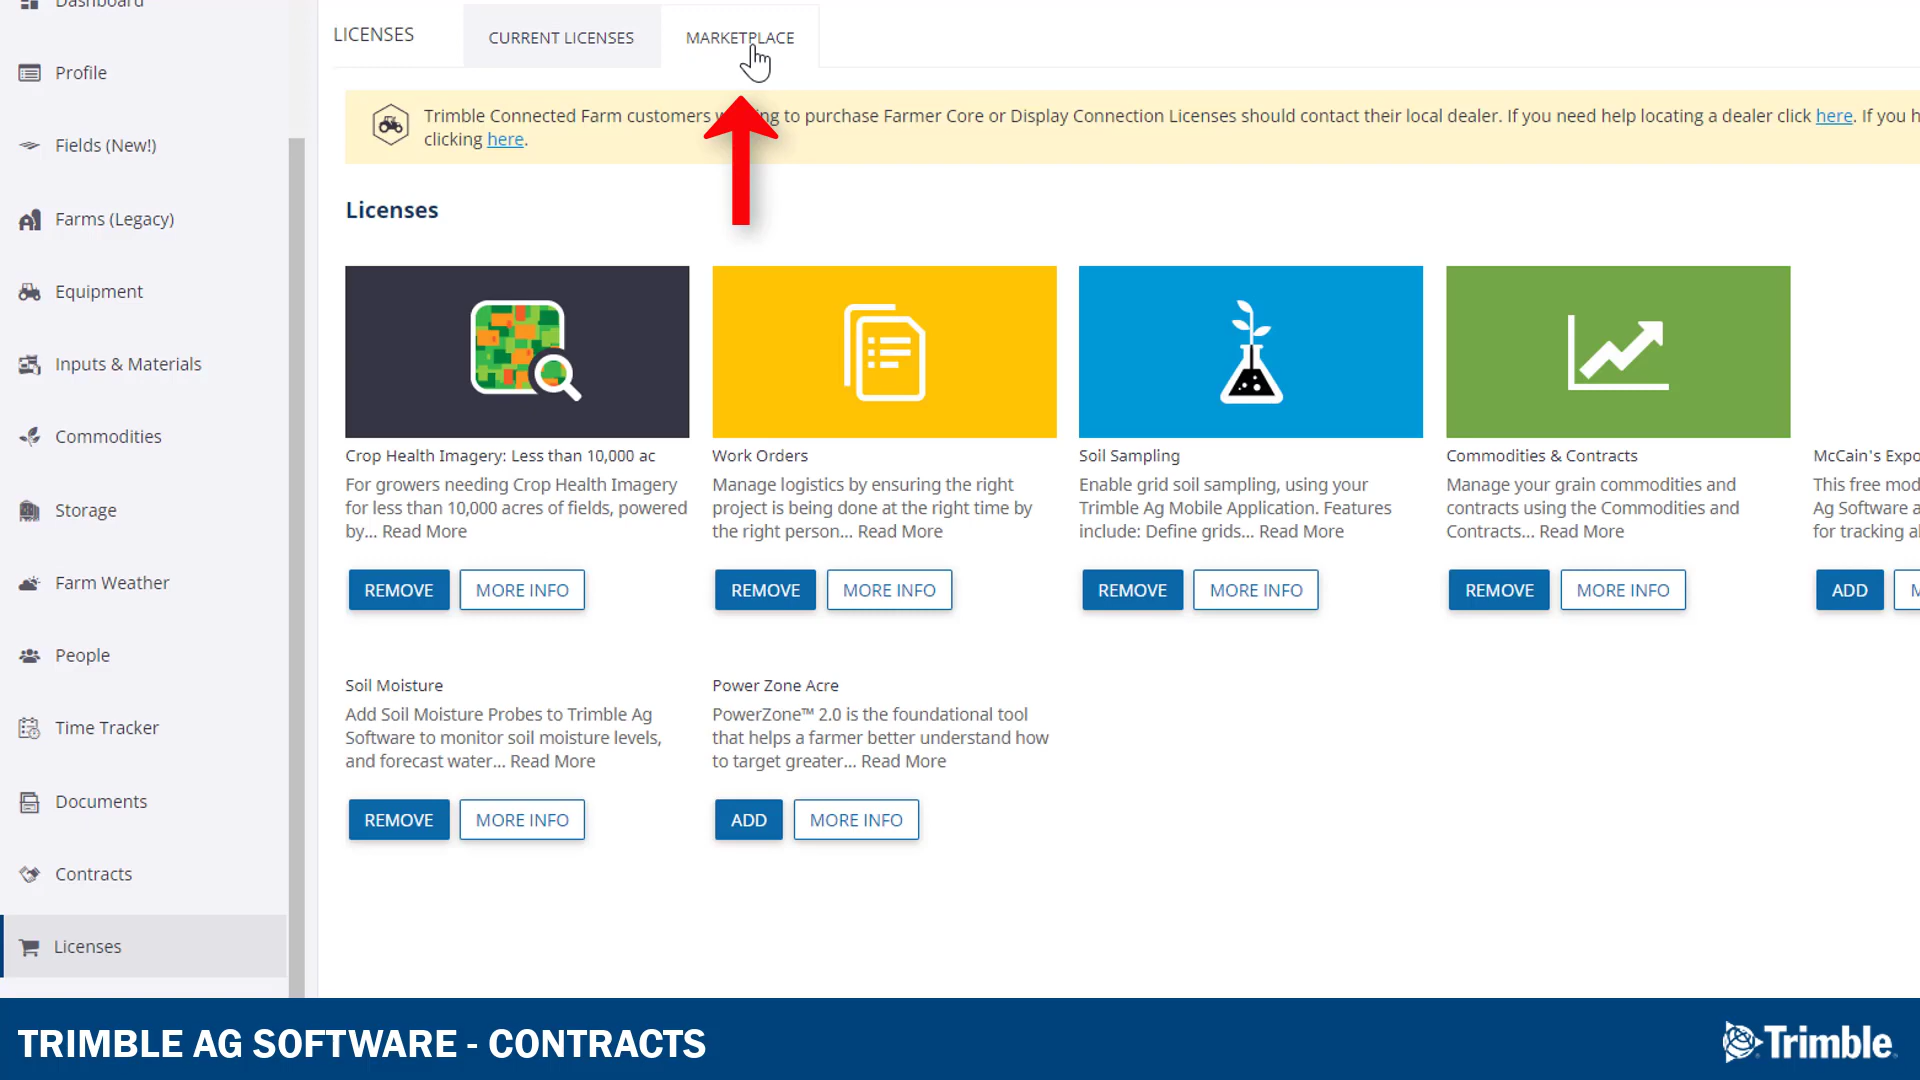 Dashboard
Profile
Fields (New!)
Farms (Legacy)
Equipment
Inputs & Materials
Commodities
Storage
Farm Weather
People
Time Tracker
Documents
Contracts
Licenses
LICENSES
CURRENT LICENSES
MARKETPLACE
Trimble Connected Farm customers to purchase Farmer Core or Display Connection Licenses should contact their local dealer. If you need help locating a dealer click here. If you
clicking here.
Licenses
Crop Health Imagery: Less than 10,000 ac
For growers needing Crop Health Imagery
for less than 10,000 acres of fields, powered
by... Read More
REMOVE
MORE INFO
Work Orders
Manage logistics by ensuring the right
project is being done at the right time by
the right person... Read More
REMOVE
MORE INFO
Soil Sampling
Enable grid soil sampling, using your
Trimble Ag Mobile Application. Features
include: Define grids... Read More
REMOVE
MORE INFO
Commodities & Contracts
Manage your grain commodities and
contracts using the Commodities and
Contracts... Read More
REMOVE
MORE INFO
McCain's
This free
Ag Software
for tracking
ADD
Soil Moisture
Add Soil Moisture Probes to Trimble Ag
Software to monitor soil moisture levels,
and forecast water... Read More
REMOVE
MORE INFO
Power Zone Acre
PowerZone™ 2.0 is the foundational tool
that helps a farmer better understand how
to target greater... Read More
ADD
MORE INFO
TRIMBLE AG SOFTWARE - CONTRACTS
Trimble